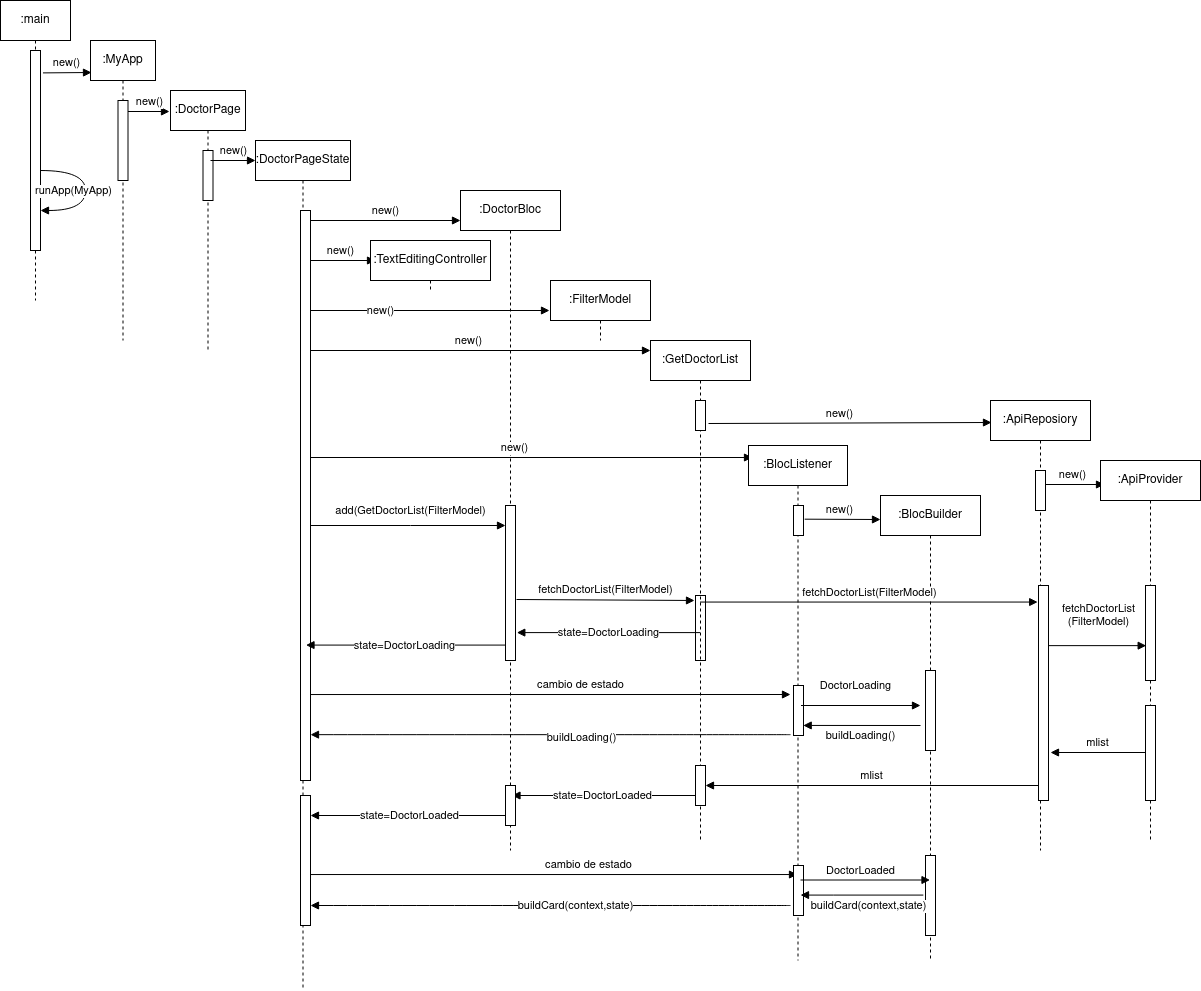 :main
new()
:MyApp
new()
:DoctorPage
new()
:DoctorPageState
runApp(MyApp)
new()
:DoctorBloc
new()
:TextEditingController
new()
:FilterModel
new()
:GetDoctorList
new()
:ApiReposiory
new()
:BlocListener
new()
:ApiProvider
add(GetDoctorList(FilterModel)
new()
:BlocBuilder
fetchDoctorList(FilterModel)
fetchDoctorList(FilterModel)
fetchDoctorList
(FilterModel)
state=DoctorLoading
state=DoctorLoading
cambio de estado
DoctorLoading
buildLoading()
buildLoading()
mlist
mlist
state=DoctorLoaded
state=DoctorLoaded
cambio de estado
DoctorLoaded
buildCard(context,state)
buildCard(context,state)